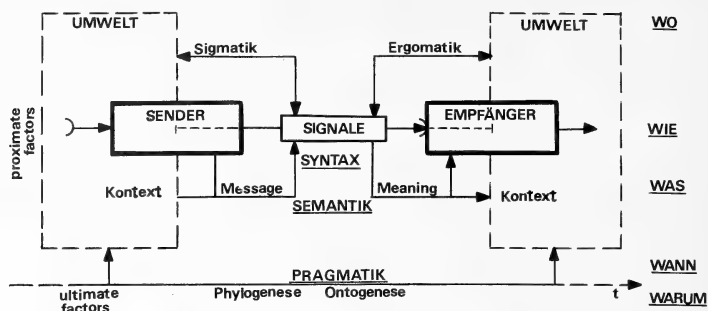 UMWELT UMWELT WO
Sigmatik Ergomatik
proximate factors
SENDER SIGNALE EMPFÄNGER WIE
SYNTAX
Kontext Message Meaning Kontext WAS
SEMANTIK
WANN
PRAGMATIK
ultimate factors Phylogenese Ontogenese t WARUM